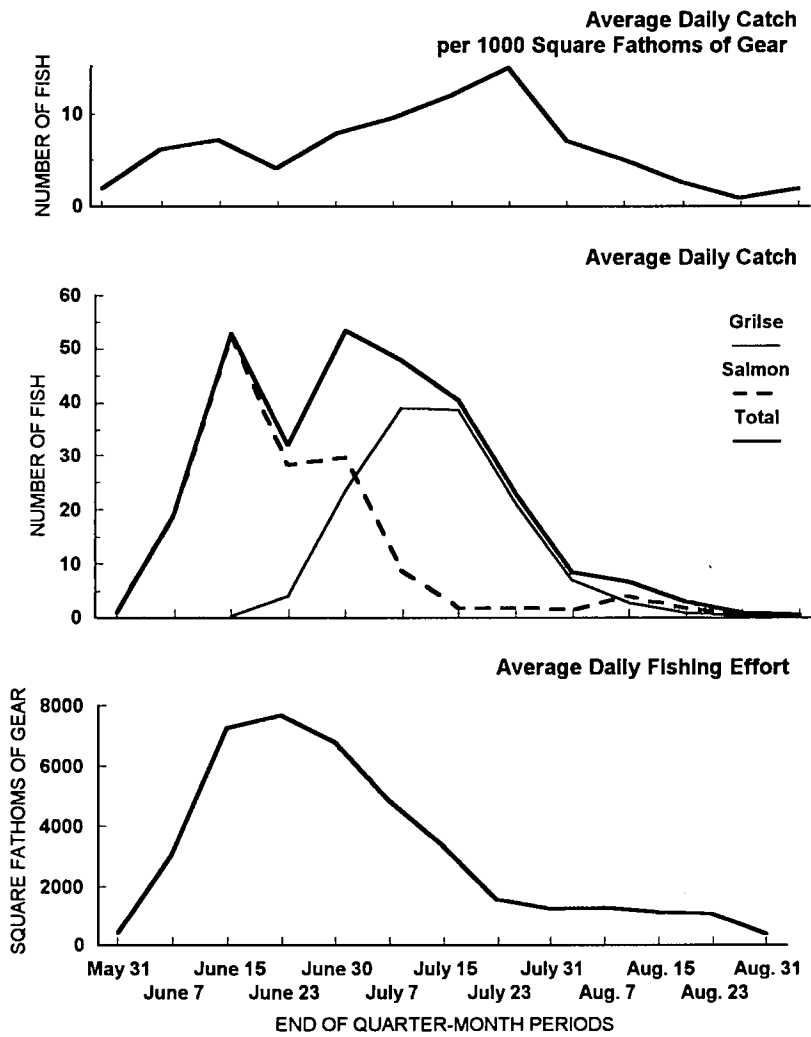 Average Daily Catch
per 1000 Square Fathoms of Gear
NUMBER OF FISH
10
0
Average Daily Catch
NUMBER OF FISH
60
50
40
30
20
10
0
Grilse
Salmon
Total
Average Daily Fishing Effort
SQUARE FATHOMS OF GEAR
8000
6000
4000
2000
0
May 31 June 15 June 30 July 15 July 31 Aug. 15 Aug. 31
June 7 June 23 July 7 July 23 Aug. 7 Aug. 23
END OF QUARTER-MONTH PERIODS